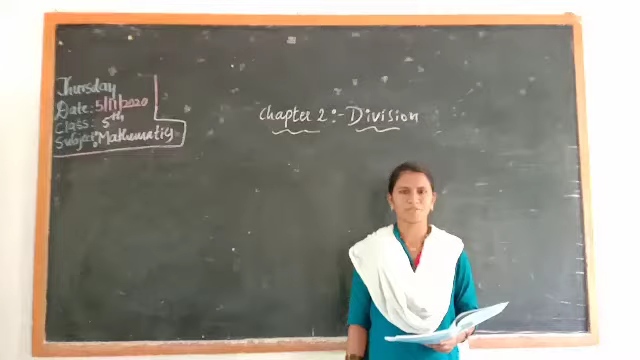 Thursday
Date: 5/11/2020
Class: 5th
Subject: Mathematics
Chapter 2:- Division